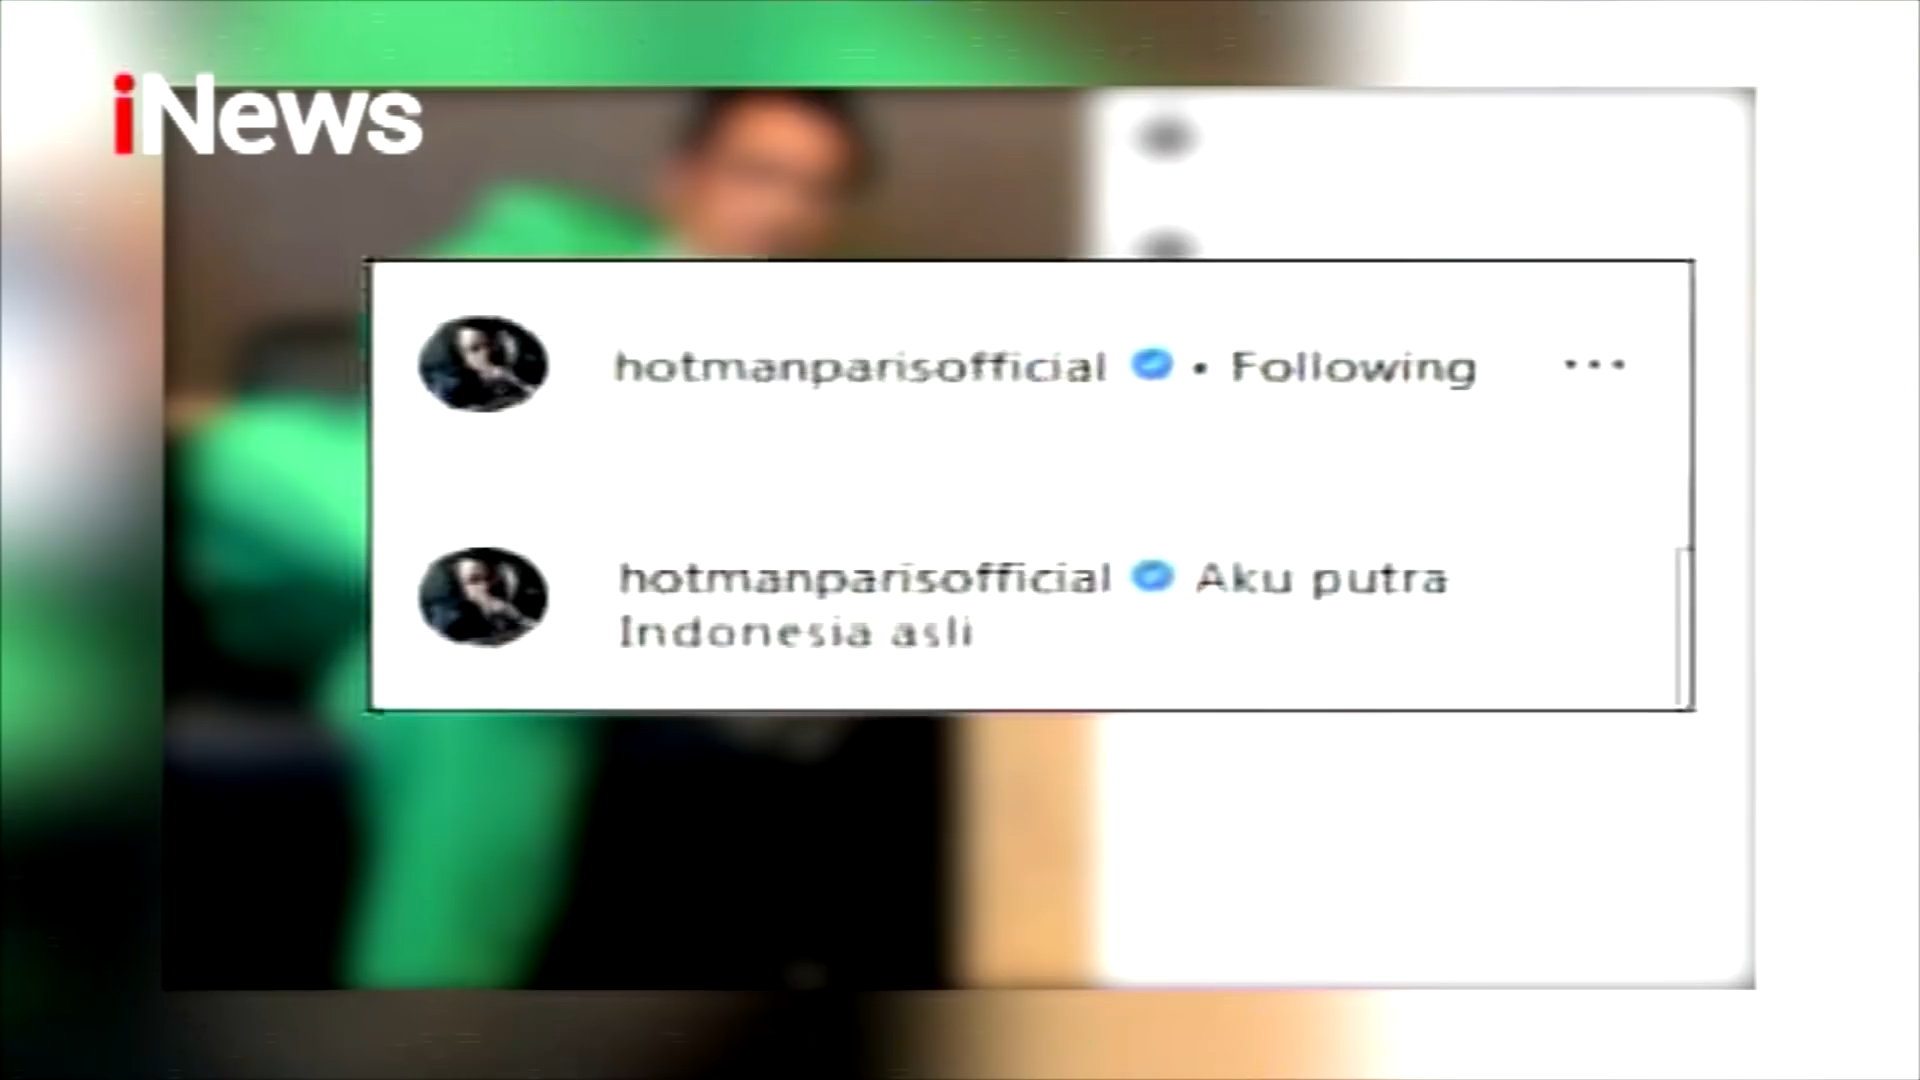 iNews
hotmanparisofficial • Following ...
hotmanparisofficial Aku putra
Indonesia asli